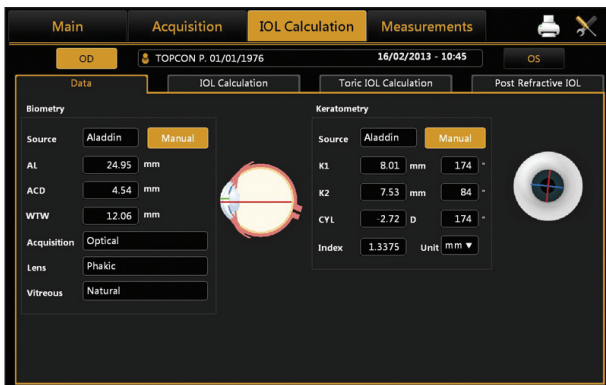 Main Acquisition IOL Calculation Measurements
OD TOPCON P. 01/01/1976 16/02/2013 - 10:45 OS
Data IOL Calculation Toric IOL Calculation Post Refractive IOL
Biometry
Source Aladdin Manual
AL 24.95 mm
ACD 4.54 mm
WTW 12.06 mm
Acquisition Optical
Lens Phakic
Vitreous Natural
Keratometry
Source Aladdin Manual
K1 8.01 mm 174 °
K2 7.53 mm 84 °
CYL -2.72 D 174 °
Index 1.3375 Unit mm ▼